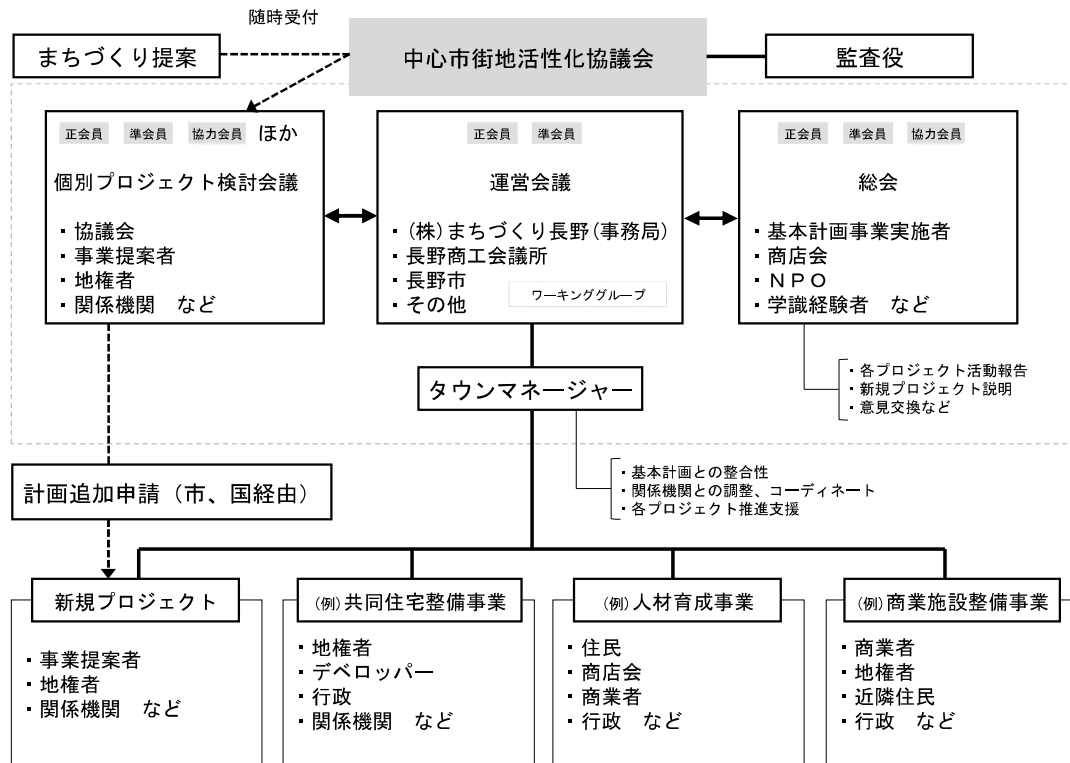 随時受付
まちづくり提案
中心市街地活性化協議会
監査役
正会員 準会員 協力会員 ほか
個別プロジェクト検討会議
・協議会
・事業提案者
・地権者
・関係機関　など
正会員 準会員
運営会議
・(株)まちづくり長野(事務局)
・長野商工会議所
・長野市
・その他
ワーキンググループ
正会員 準会員 協力会員
総会
・基本計画事業実施者
・商店会
・ＮＰＯ
・学識経験者　など
・各プロジェクト活動報告
・新規プロジェクト説明
・意見交換など
タウンマネージャー
・基本計画との整合性
・関係機関との調整、コーディネート
・各プロジェクト推進支援
計画追加申請（市、国経由）
新規プロジェクト
・事業提案者
・地権者
・関係機関　など
(例)共同住宅整備事業
・地権者
・デベロッパー
・行政
・関係機関　など
(例)人材育成事業
・住民
・商店会
・商業者
・行政　など
(例)商業施設整備事業
・商業者
・地権者
・近隣住民
・行政　など